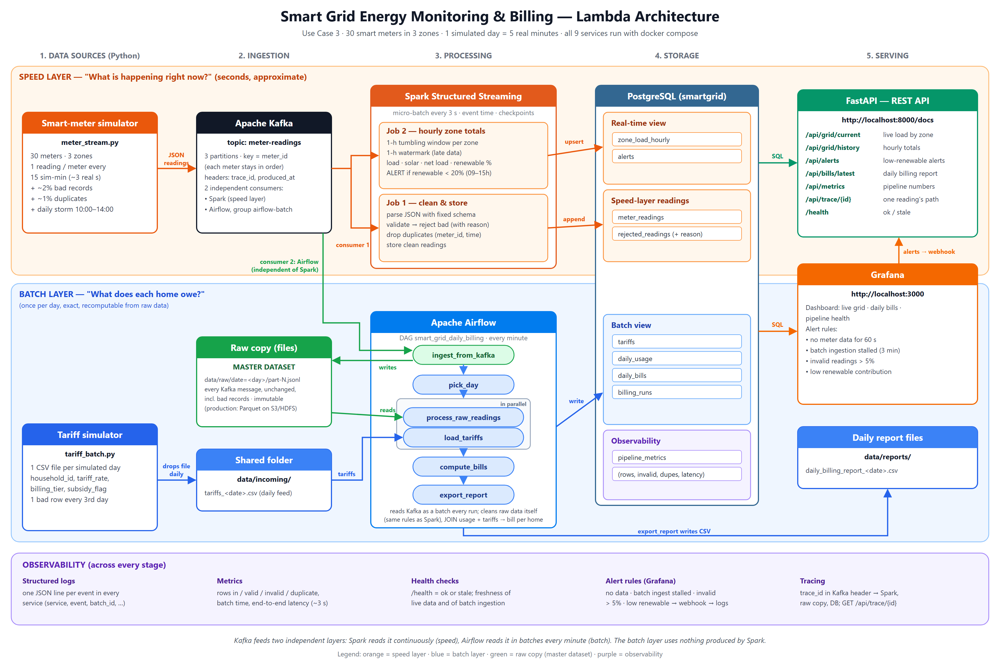 Smart Grid Energy Monitoring & Billing — Lambda Architecture
Use Case 3 · 30 smart meters in 3 zones · 1 simulated day = 5 real minutes · all 9 services run with docker compose
1. DATA SOURCES (Python)
2. INGESTION
3. PROCESSING
4. STORAGE
5. SERVING
SPEED LAYER — "What is happening right now?" (seconds, approximate)
Smart-meter simulator
meter_stream.py
30 meters · 3 zones
1 reading / meter every
15 sim-min (~3 real s)
+ ~2% bad records
+ ~1% duplicates
+ daily storm 10:00–14:00
JSON
readings
Apache Kafka
topic: meter-readings
3 partitions · key = meter_id
(each meter stays in order)
headers: trace_id, produced_at
2 independent consumers:
• Spark (speed layer)
• Airflow, group airflow-batch
consumer 1
consumer 2: Airflow
(independent of Spark)
Spark Structured Streaming
micro-batch every 3 s · event time · checkpoints
Job 2 — hourly zone totals
1-h tumbling window per zone
1-h watermark (late data)
load · solar · net load · renewable %
ALERT if renewable < 20% (09–15h)
Job 1 — clean & store
parse JSON with fixed schema
validate → reject bad (with reason)
drop duplicates (meter_id, time)
store clean readings
upsert
append
PostgreSQL (smartgrid)
Real-time view
zone_load_hourly
alerts
Speed-layer readings
meter_readings
rejected_readings (+ reason)
SQL
FastAPI — REST API
http://localhost:8000/docs
/api/grid/current live load by zone
/api/grid/history hourly totals
/api/alerts low-renewable alerts
/api/bills/latest daily billing report
/api/metrics pipeline numbers
/api/trace/{id} one reading's path
/health ok / stale
alerts → webhook
BATCH LAYER — "What does each home owe?"
(once per day, exact, recomputable from raw data)
Tariff simulator
tariff_batch.py
1 CSV file per simulated day
household_id, tariff_rate,
billing_tier, subsidy_flag
1 bad row every 3rd day
drops file
daily
Raw copy (files)
MASTER DATASET
data/raw/date=<day>/part-N.jsonl
every Kafka message, unchanged,
incl. bad records · immutable
(production: Parquet on S3/HDFS)
Shared folder
data/incoming/
tariffs_<date>.csv (daily feed)
writes
reads
tariffs
Apache Airflow
DAG smart_grid_daily_billing · every minute
ingest_from_kafka
pick_day
in parallel
process_raw_readings
load_tariffs
compute_bills
export_report
reads Kafka as a batch every run; cleans raw data itself
(same rules as Spark), JOIN usage + tariffs → bill per home
write
Batch view
tariffs
daily_usage
daily_bills
billing_runs
Observability
pipeline_metrics
(rows, invalid, dupes, latency)
SQL
Grafana
http://localhost:3000
Dashboard: live grid · daily bills ·
pipeline health
Alert rules:
• no meter data for 60 s
• batch ingestion stalled (3 min)
• invalid readings > 5%
• low renewable contribution
Daily report files
data/reports/
daily_billing_report_<date>.csv
export_report writes CSV
OBSERVABILITY (across every stage)
Structured logs
one JSON line per event in every
service (service, event, batch_id, ...)
Metrics
rows in / valid / invalid / duplicate,
batch time, end-to-end latency (~3 s)
Health checks
/health = ok or stale; freshness of
live data and of batch ingestion
Alert rules (Grafana)
no data · batch ingest stalled · invalid
> 5% · low renewable → webhook → logs
Tracing
trace_id in Kafka header → Spark,
raw copy, DB; GET /api/trace/{id}
Kafka feeds two independent layers: Spark reads it continuously (speed), Airflow reads it in batches every minute (batch). The batch layer uses nothing produced by Spark.
Legend: orange = speed layer · blue = batch layer · green = raw copy (master dataset) · purple = observability